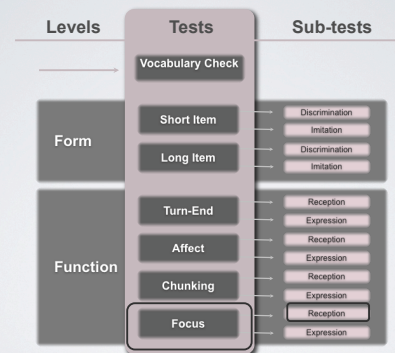 Levels Tests Sub-tests
Vocabulary Check
Form
Short Item
Discrimination
Imitation
Long Item
Discrimination
Imitation
Function
Turn-End
Reception
Expression
Affect
Reception
Expression
Chunking
Reception
Expression
Focus
Reception
Expression